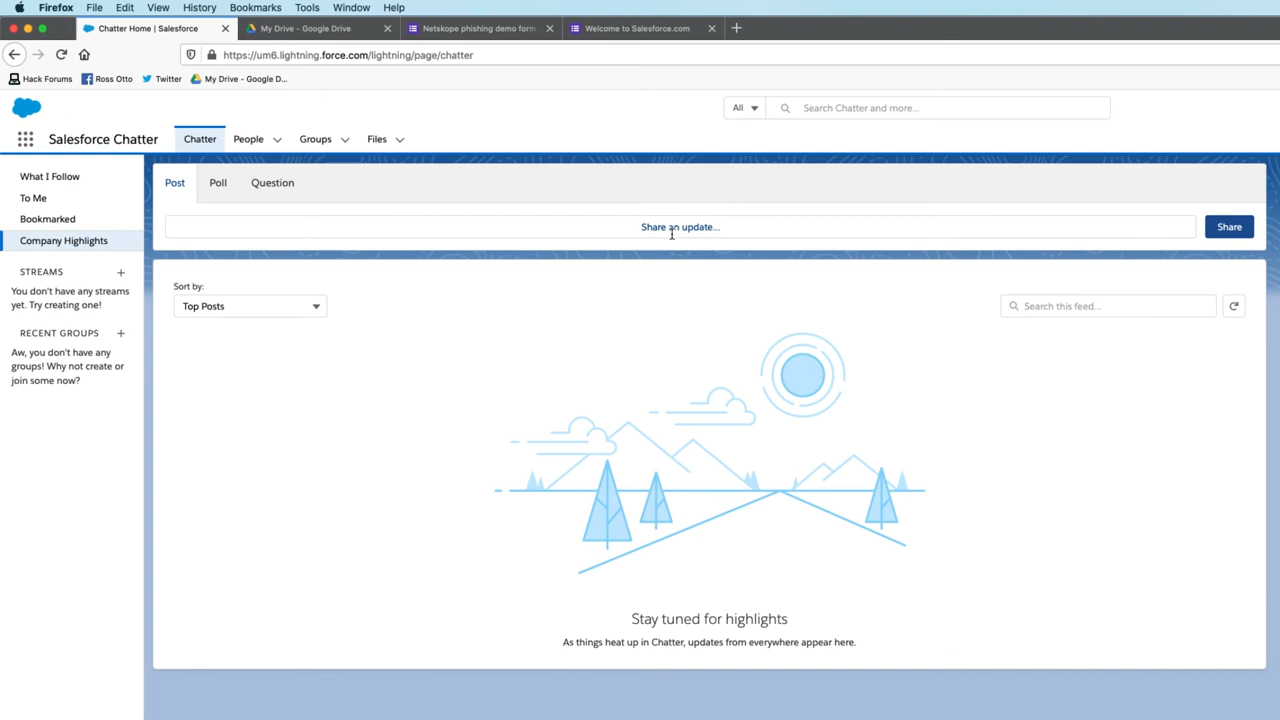 Firefox File Edit View History Bookmarks Tools Window Help
Chatter Home | Salesforce
My Drive - Google Drive
Netskope phishing demo form
Welcome to Salesforce.com
https://um6.lightning.force.com/lightning/page/chatter
Hack Forums
Ross Otto
Twitter
My Drive - Google D...
All
Search Chatter and more...
Salesforce Chatter
Chatter
People
Groups
Files
What I Follow
To Me
Bookmarked
Company Highlights
STREAMS
You don't have any streams
yet. Try creating one!
RECENT GROUPS
Aw, you don't have any
groups! Why not create or
join some now?
Post
Poll
Question
Share an update...
Share
Sort by:
Top Posts
Search this feed...
Stay tuned for highlights
As things heat up in Chatter, updates from everywhere appear here.